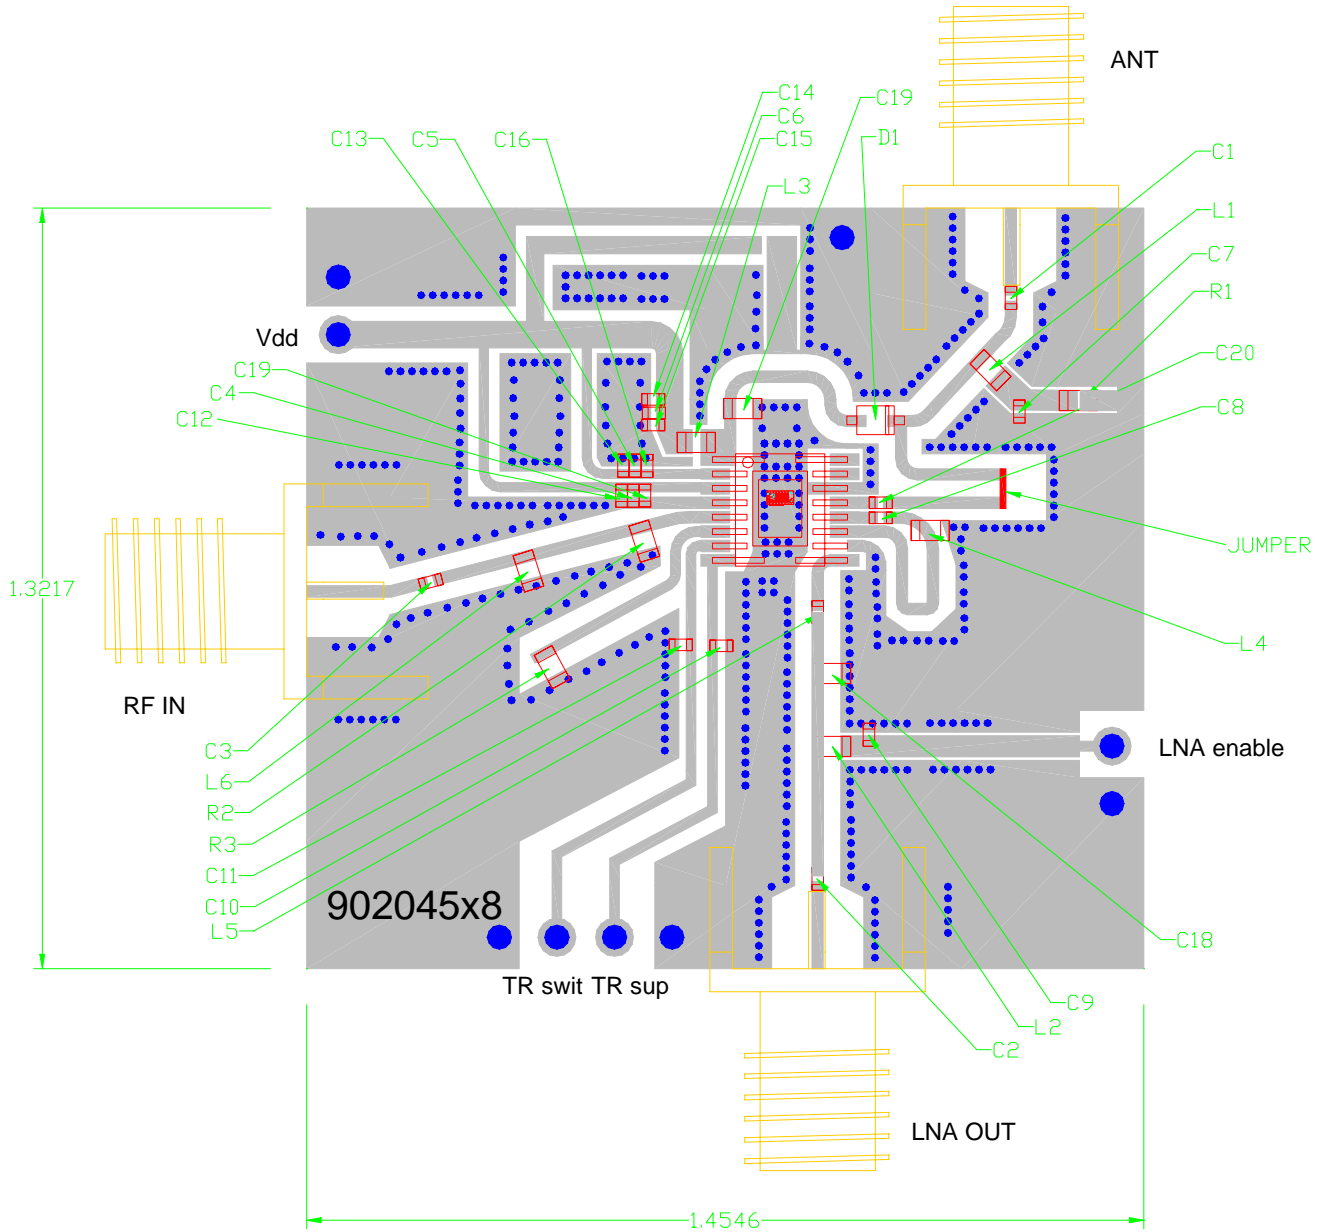 ANT
C14
C19
C6
C13
C5
C16
C15
D1
C1
L3
L1
C7
R1
Vdd
C20
C19
C4
C8
C12
JUMPER
1.3217
L4
RF IN
C3
LNA enable
L6
R2
R3
C11
C10
902045x8
L5
C18
TR swit TR sup
C9
L2
C2
LNA OUT
1.4546